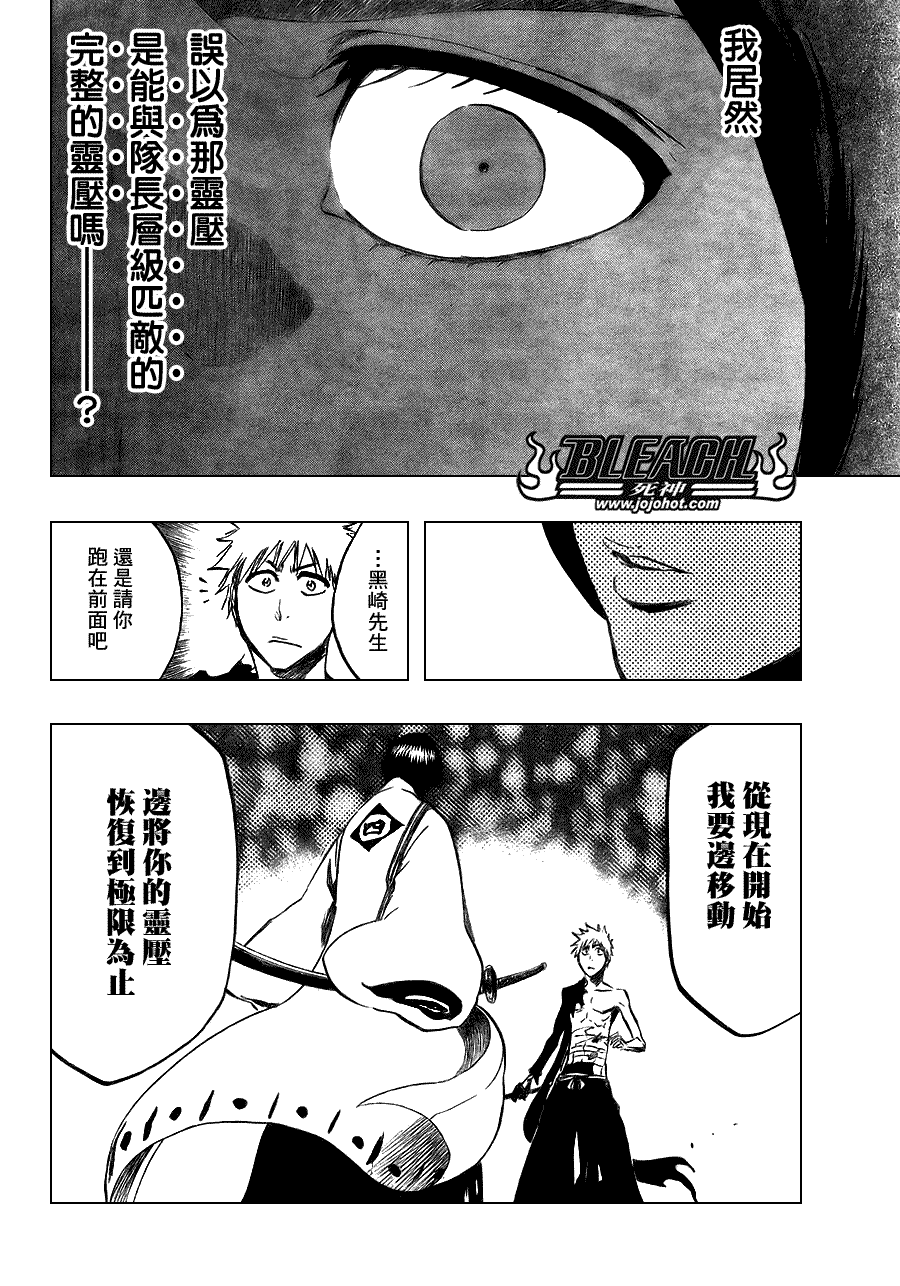 我居然
誤以爲那靈壓
是能與隊長層級匹敵的
完整的靈壓嗎——？
BLEACH
死神
www.jojohot.com
…黑崎先生
還是請你
跑在前面吧
從現在開始
我要邊移動
邊將你的靈壓
恢復到極限為止
四